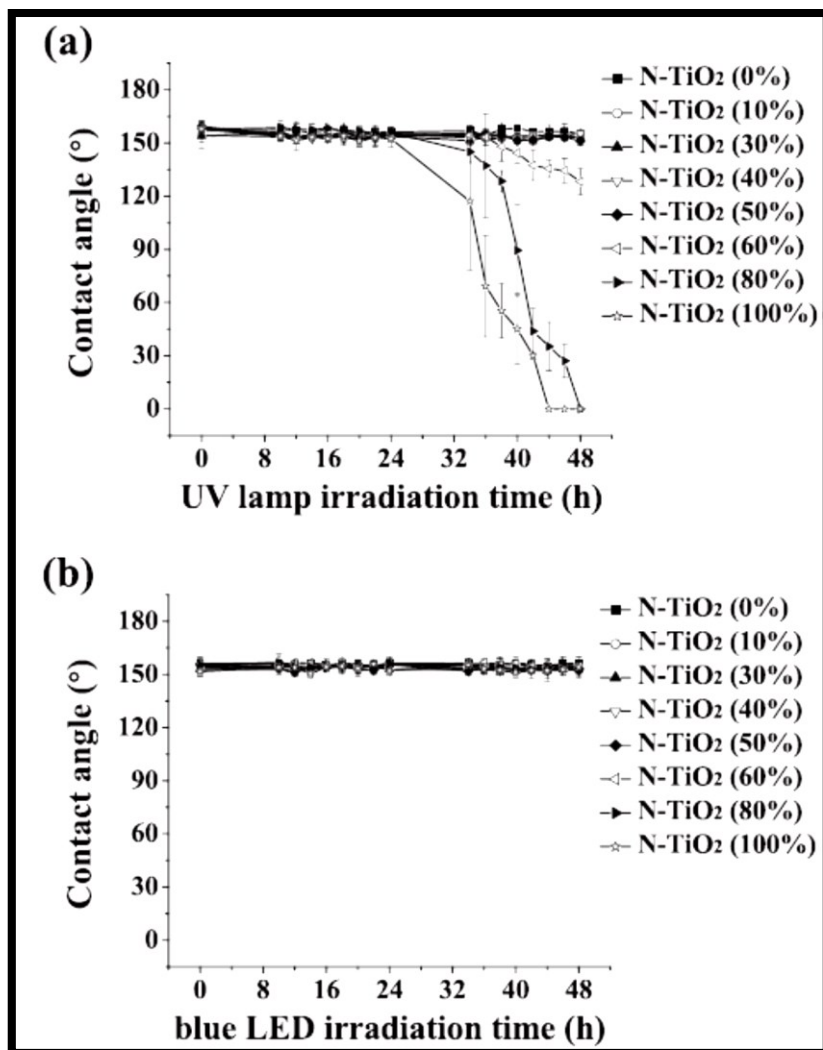 (a)
180
150
120
90
60
30
0
Contact angle (°)
0 8 16 24 32 40 48
UV lamp irradiation time (h)
N-TiO2 (0%)
N-TiO2 (10%)
N-TiO2 (30%)
N-TiO2 (40%)
N-TiO2 (50%)
N-TiO2 (60%)
N-TiO2 (80%)
N-TiO2 (100%)
(b)
180
150
120
90
60
30
0
Contact angle (°)
0 8 16 24 32 40 48
blue LED irradiation time (h)
N-TiO2 (0%)
N-TiO2 (10%)
N-TiO2 (30%)
N-TiO2 (40%)
N-TiO2 (50%)
N-TiO2 (60%)
N-TiO2 (80%)
N-TiO2 (100%)